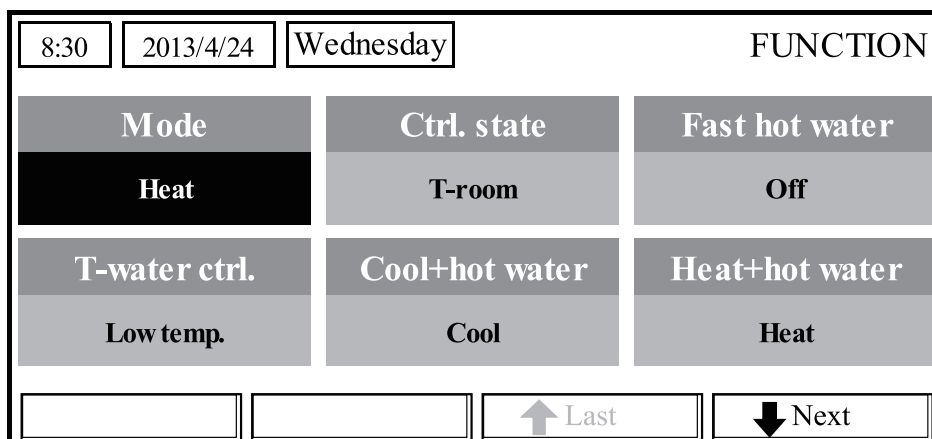 8:30 2013/4/24 Wednesday FUNCTION
Mode Ctrl. state Fast hot water
Heat T-room Off
T-water ctrl. Cool+hot water Heat+hot water
Low temp. Cool Heat
Last Next